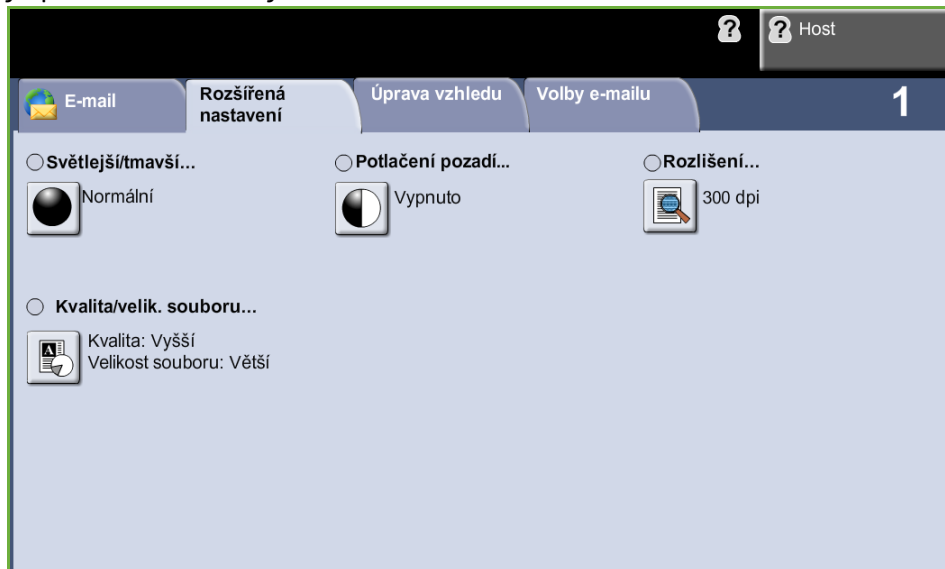 Host
E-mail
Rozšířená
nastavení
Úprava vzhledu
Volby e-mailu
1
Světlejší/tmavší...
Potlačení pozadí...
Rozlišení...
Normální
Vypnuto
300 dpi
Kvalita/velik. souboru...
Kvalita: Vyšší
Velikost souboru: Větší